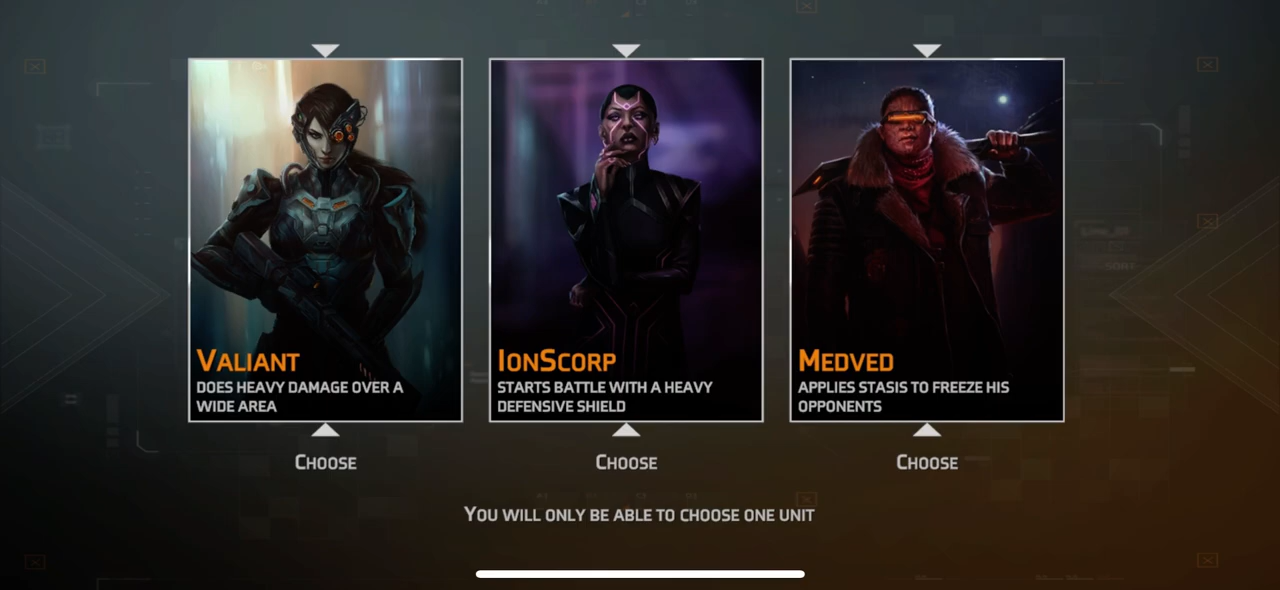 VALIANT
DOES HEAVY DAMAGE OVER A
WIDE AREA
CHOOSE
IONSCORP
STARTS BATTLE WITH A HEAVY
DEFENSIVE SHIELD
CHOOSE
MEDVED
APPLIES STASIS TO FREEZE HIS
OPPONENTS
CHOOSE
YOU WILL ONLY BE ABLE TO CHOOSE ONE UNIT